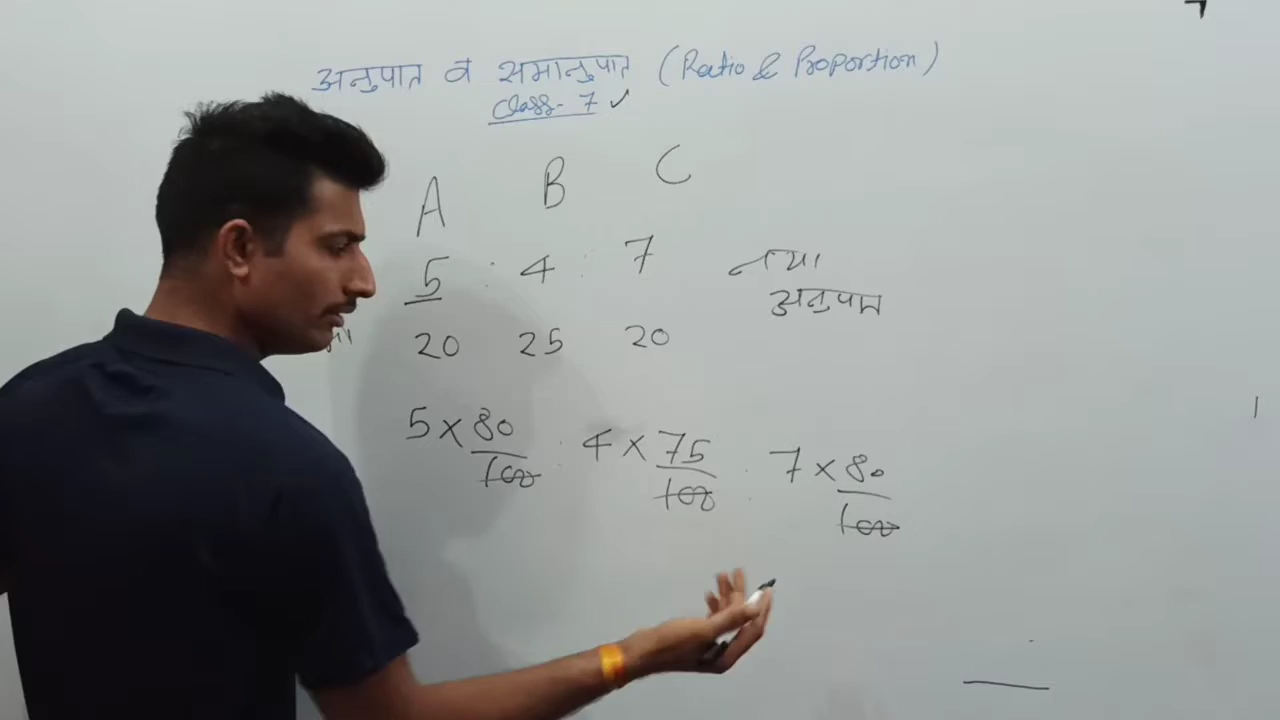 अनुपात व समानुपात (Ratio & Proportion)
Class- 7 ✓
A B C
5 : 4 : 7 नया
अनुपात
20 25 20
5 × 80/100 : 4 × 75/100 : 7 × 80/100